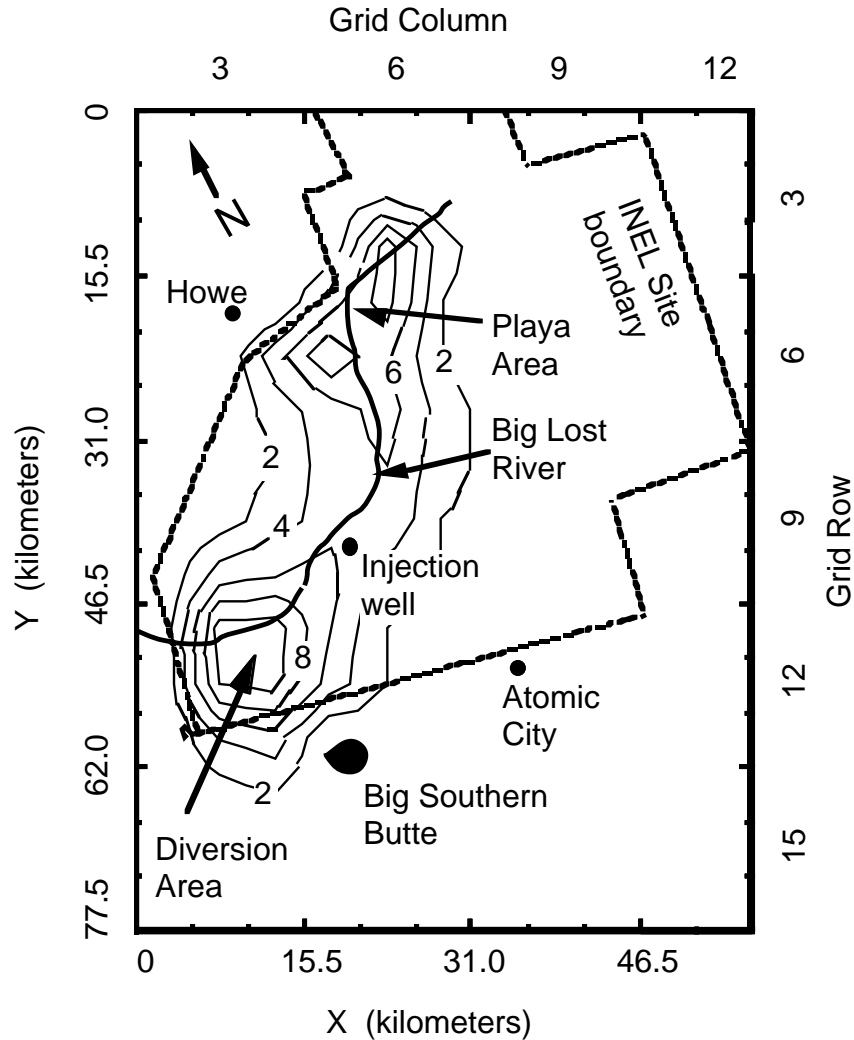 Grid Column
3 6 9 12
0
N
3
INEL Site
boundary
15.5
Howe
Playa
Area
2
6
6
31.0
2
Big Lost
River
Y (kilometers)
4
9
Grid Row
Injection
well
46.5
8
12
Atomic
City
62.0
2
Big Southern
Butte
Diversion
Area
15
77.5
0 15.5 31.0 46.5
X (kilometers)